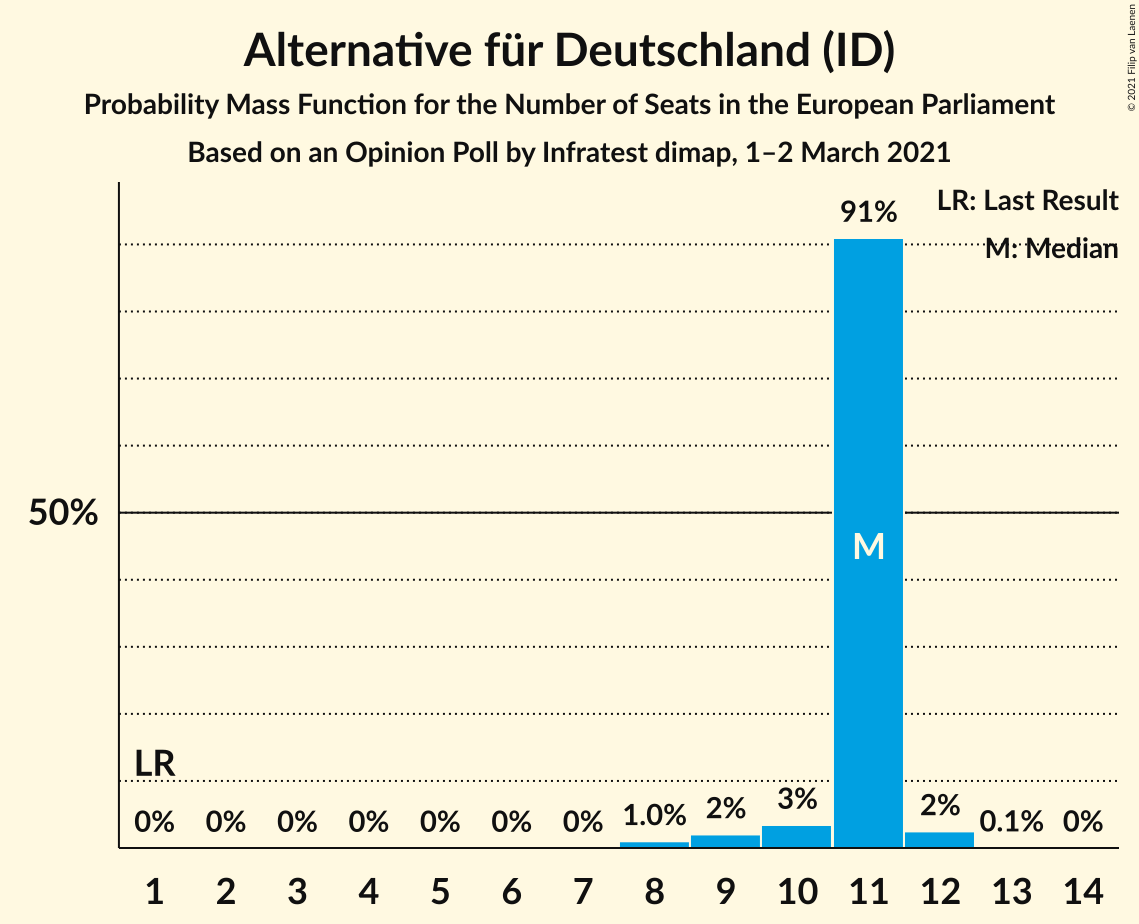 Alternative für Deutschland (ID)
Probability Mass Function for the Number of Seats in the European Parliament
Based on an Opinion Poll by Infratest dimap, 1–2 March 2021
© 2021 Filip van Laenen
LR: Last Result
M: Median
91%
50%
M
LR
0% 0% 0% 0% 0% 0% 0% 1.0% 2% 3% 2% 0.1% 0%
1 2 3 4 5 6 7 8 9 10 11 12 13 14